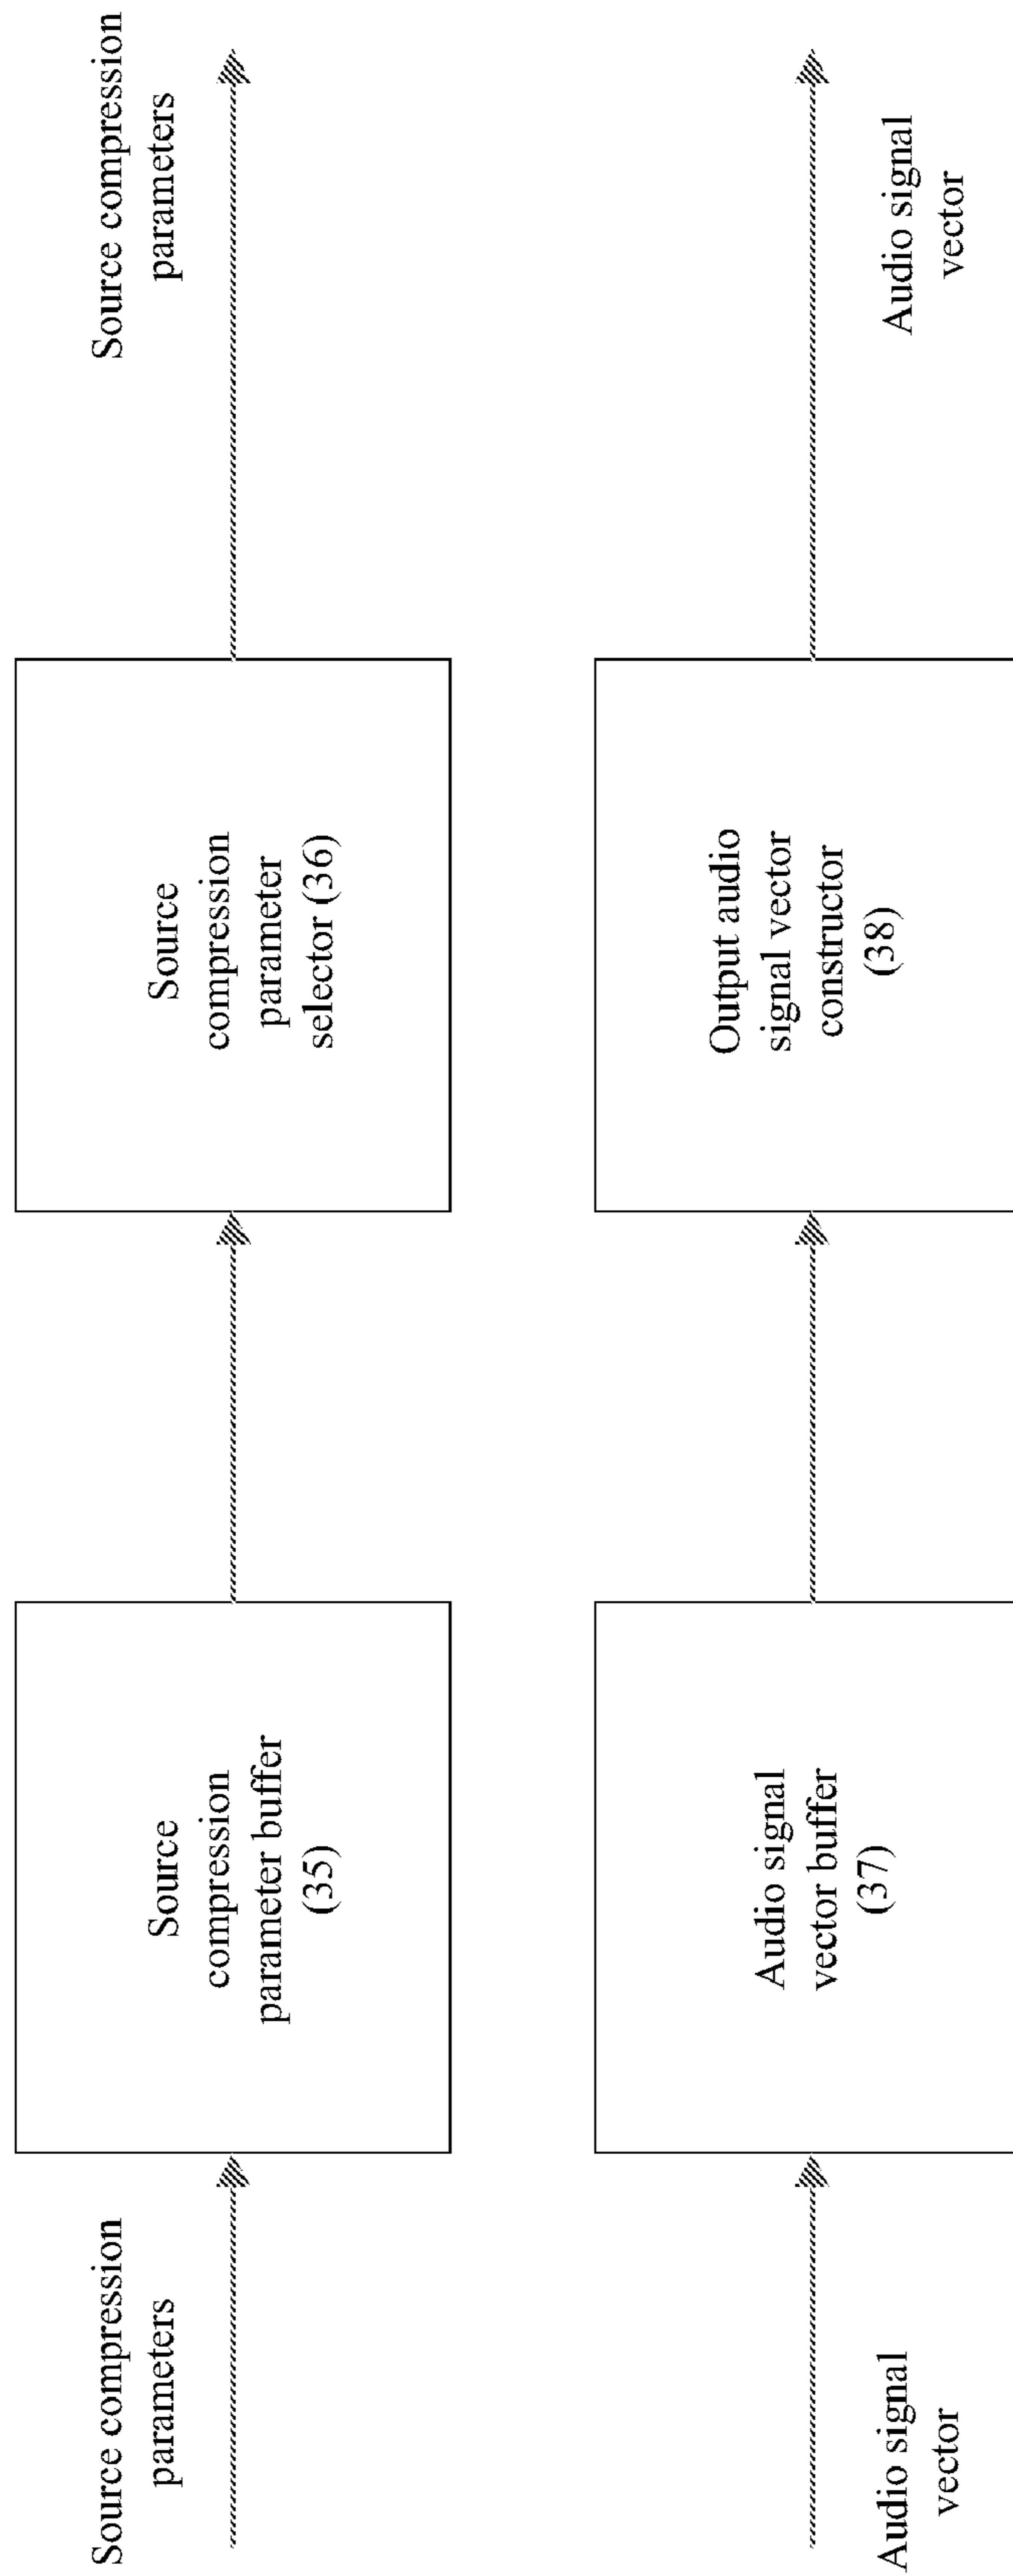 Source compression
parameters
Source
compression
parameter buffer
(35)
Source
compression
parameter
selector (36)
Source compression
parameters
Audio signal
vector
Audio signal
vector buffer
(37)
Output audio
signal vector
constructor
(38)
Audio signal
vector